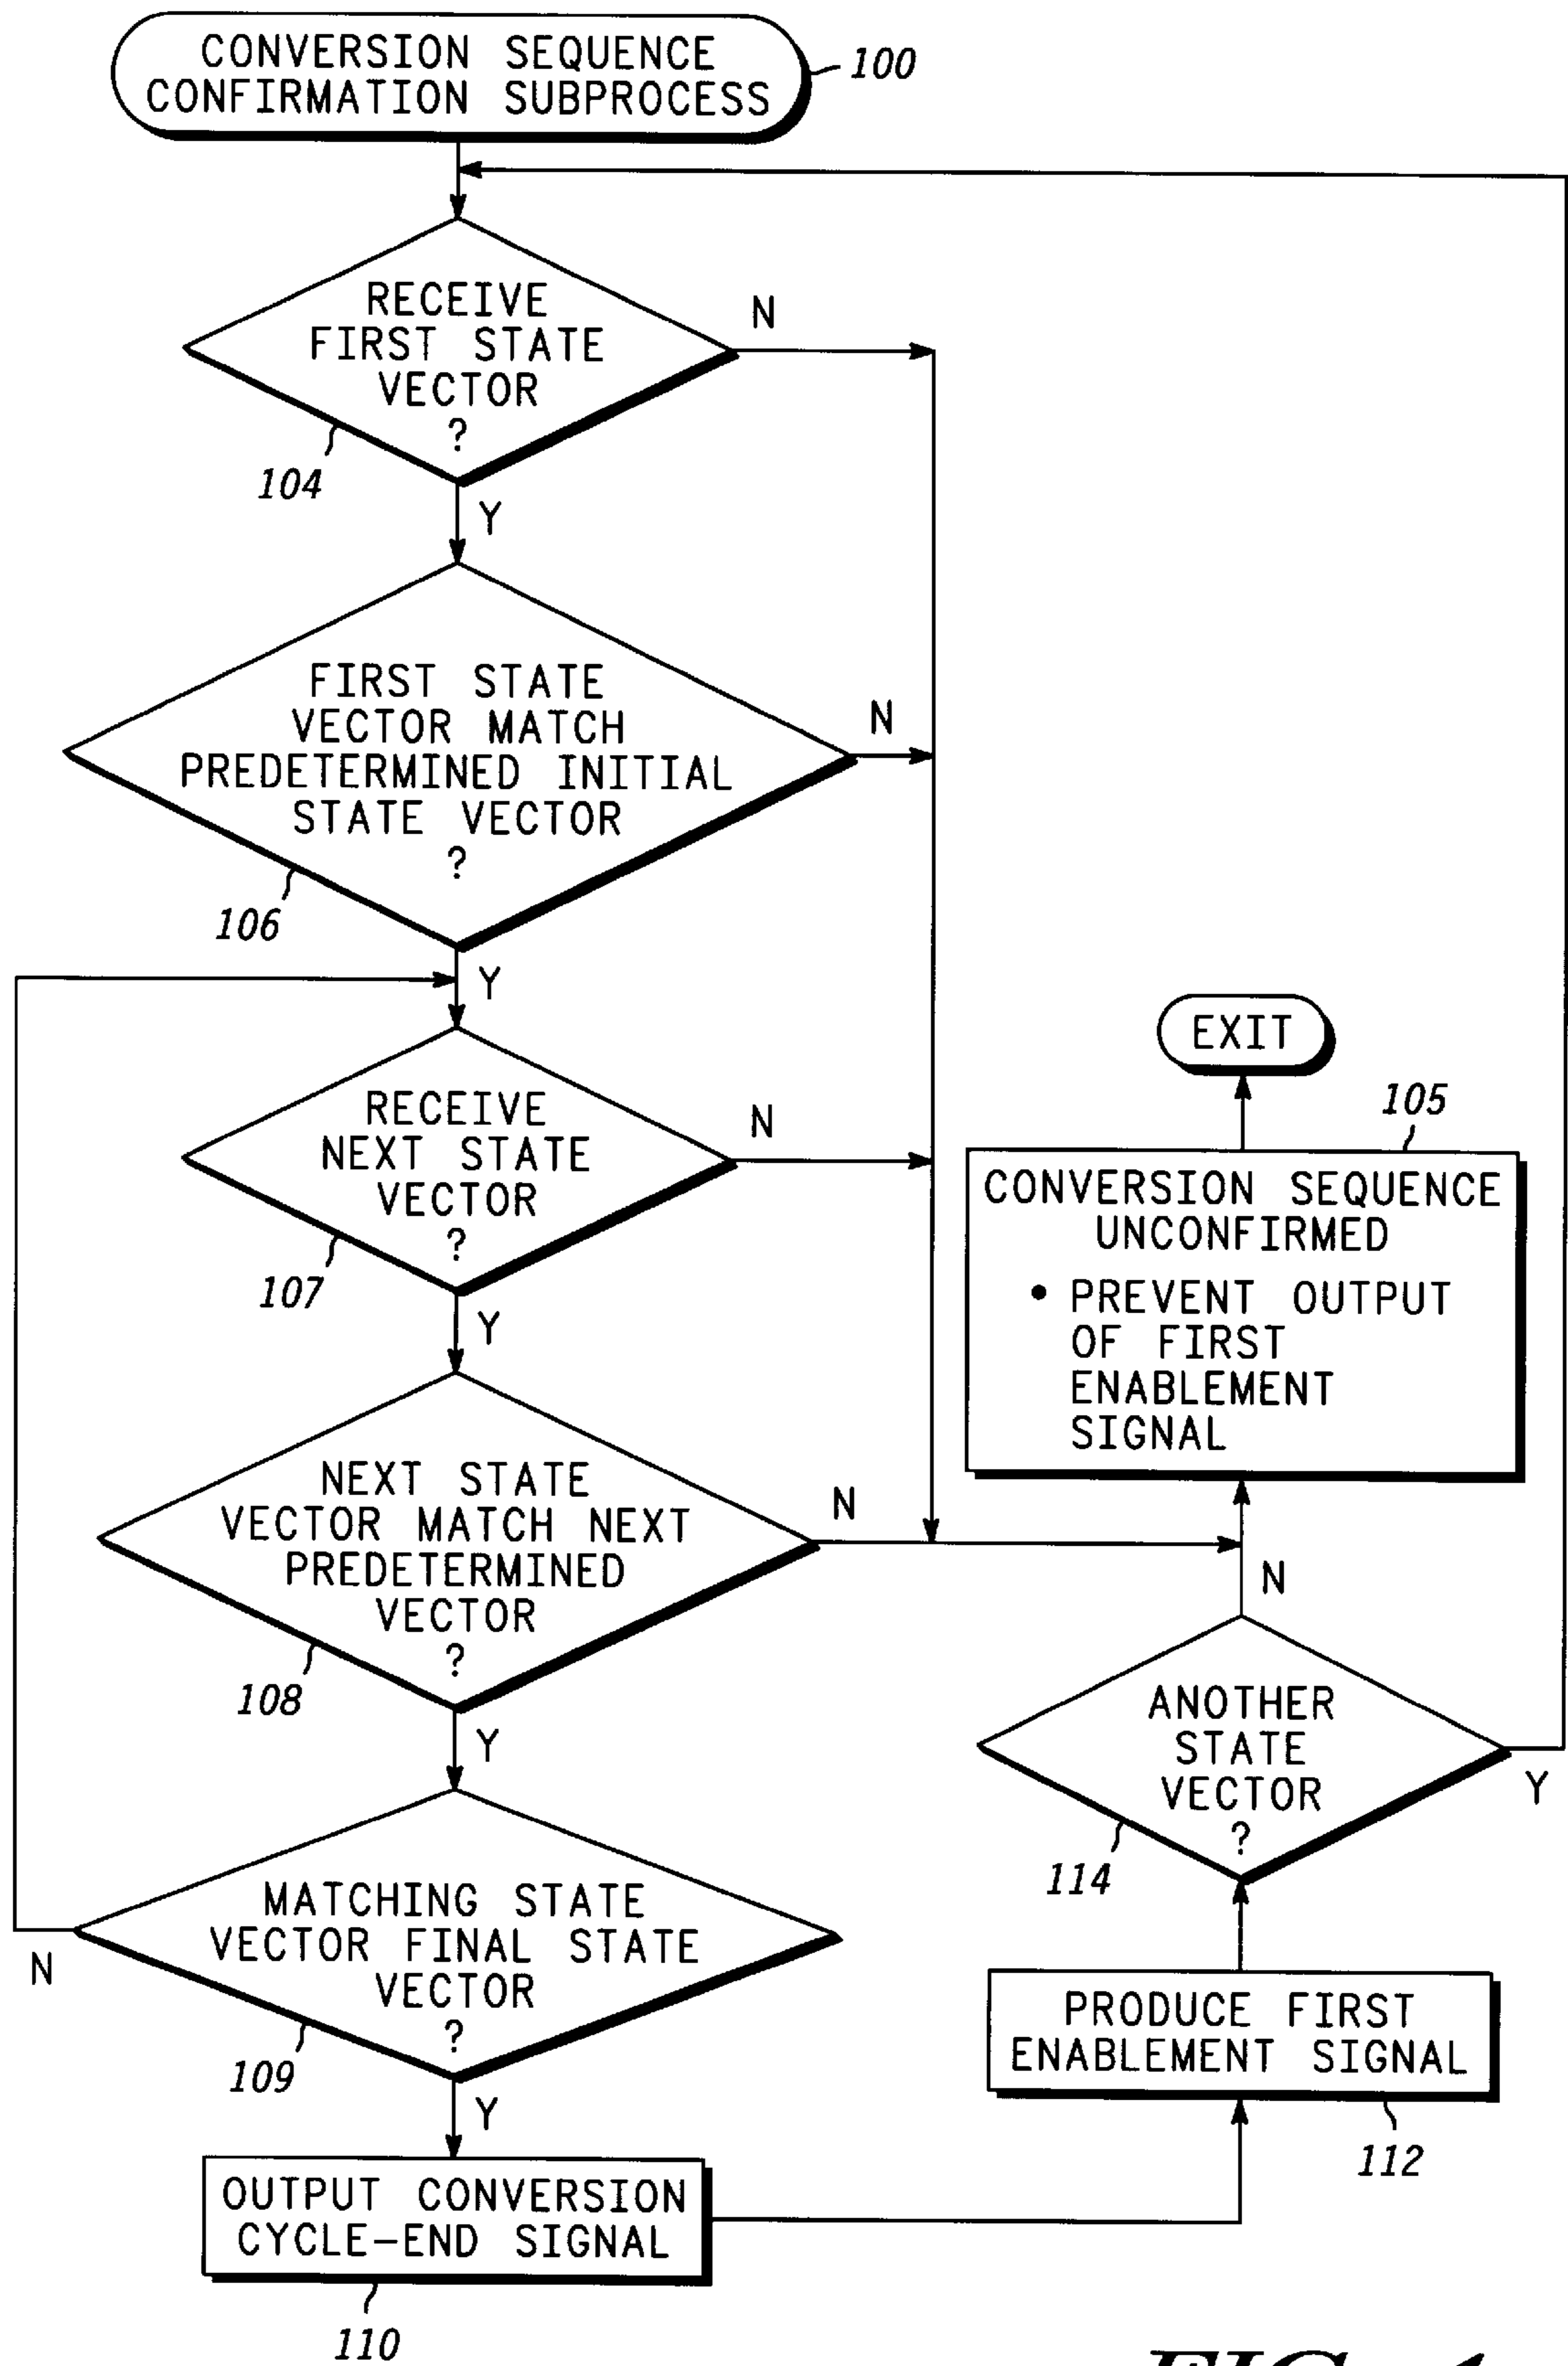 CONVERSION SEQUENCE
CONFIRMATION SUBPROCESS
100
RECEIVE
FIRST STATE
VECTOR
?
N
104
Y
FIRST STATE
VECTOR MATCH
PREDETERMINED INITIAL
STATE VECTOR
?
N
106
Y
RECEIVE
NEXT STATE
VECTOR
?
N
107
Y
NEXT STATE
VECTOR MATCH NEXT
PREDETERMINED
VECTOR
?
N
108
Y
MATCHING STATE
VECTOR FINAL STATE
VECTOR
?
N
109
Y
OUTPUT CONVERSION
CYCLE-END SIGNAL
110
EXIT
105
CONVERSION SEQUENCE
UNCONFIRMED
• PREVENT OUTPUT
OF FIRST
ENABLEMENT
SIGNAL
N
ANOTHER
STATE
VECTOR
?
Y
114
PRODUCE FIRST
ENABLEMENT SIGNAL
112